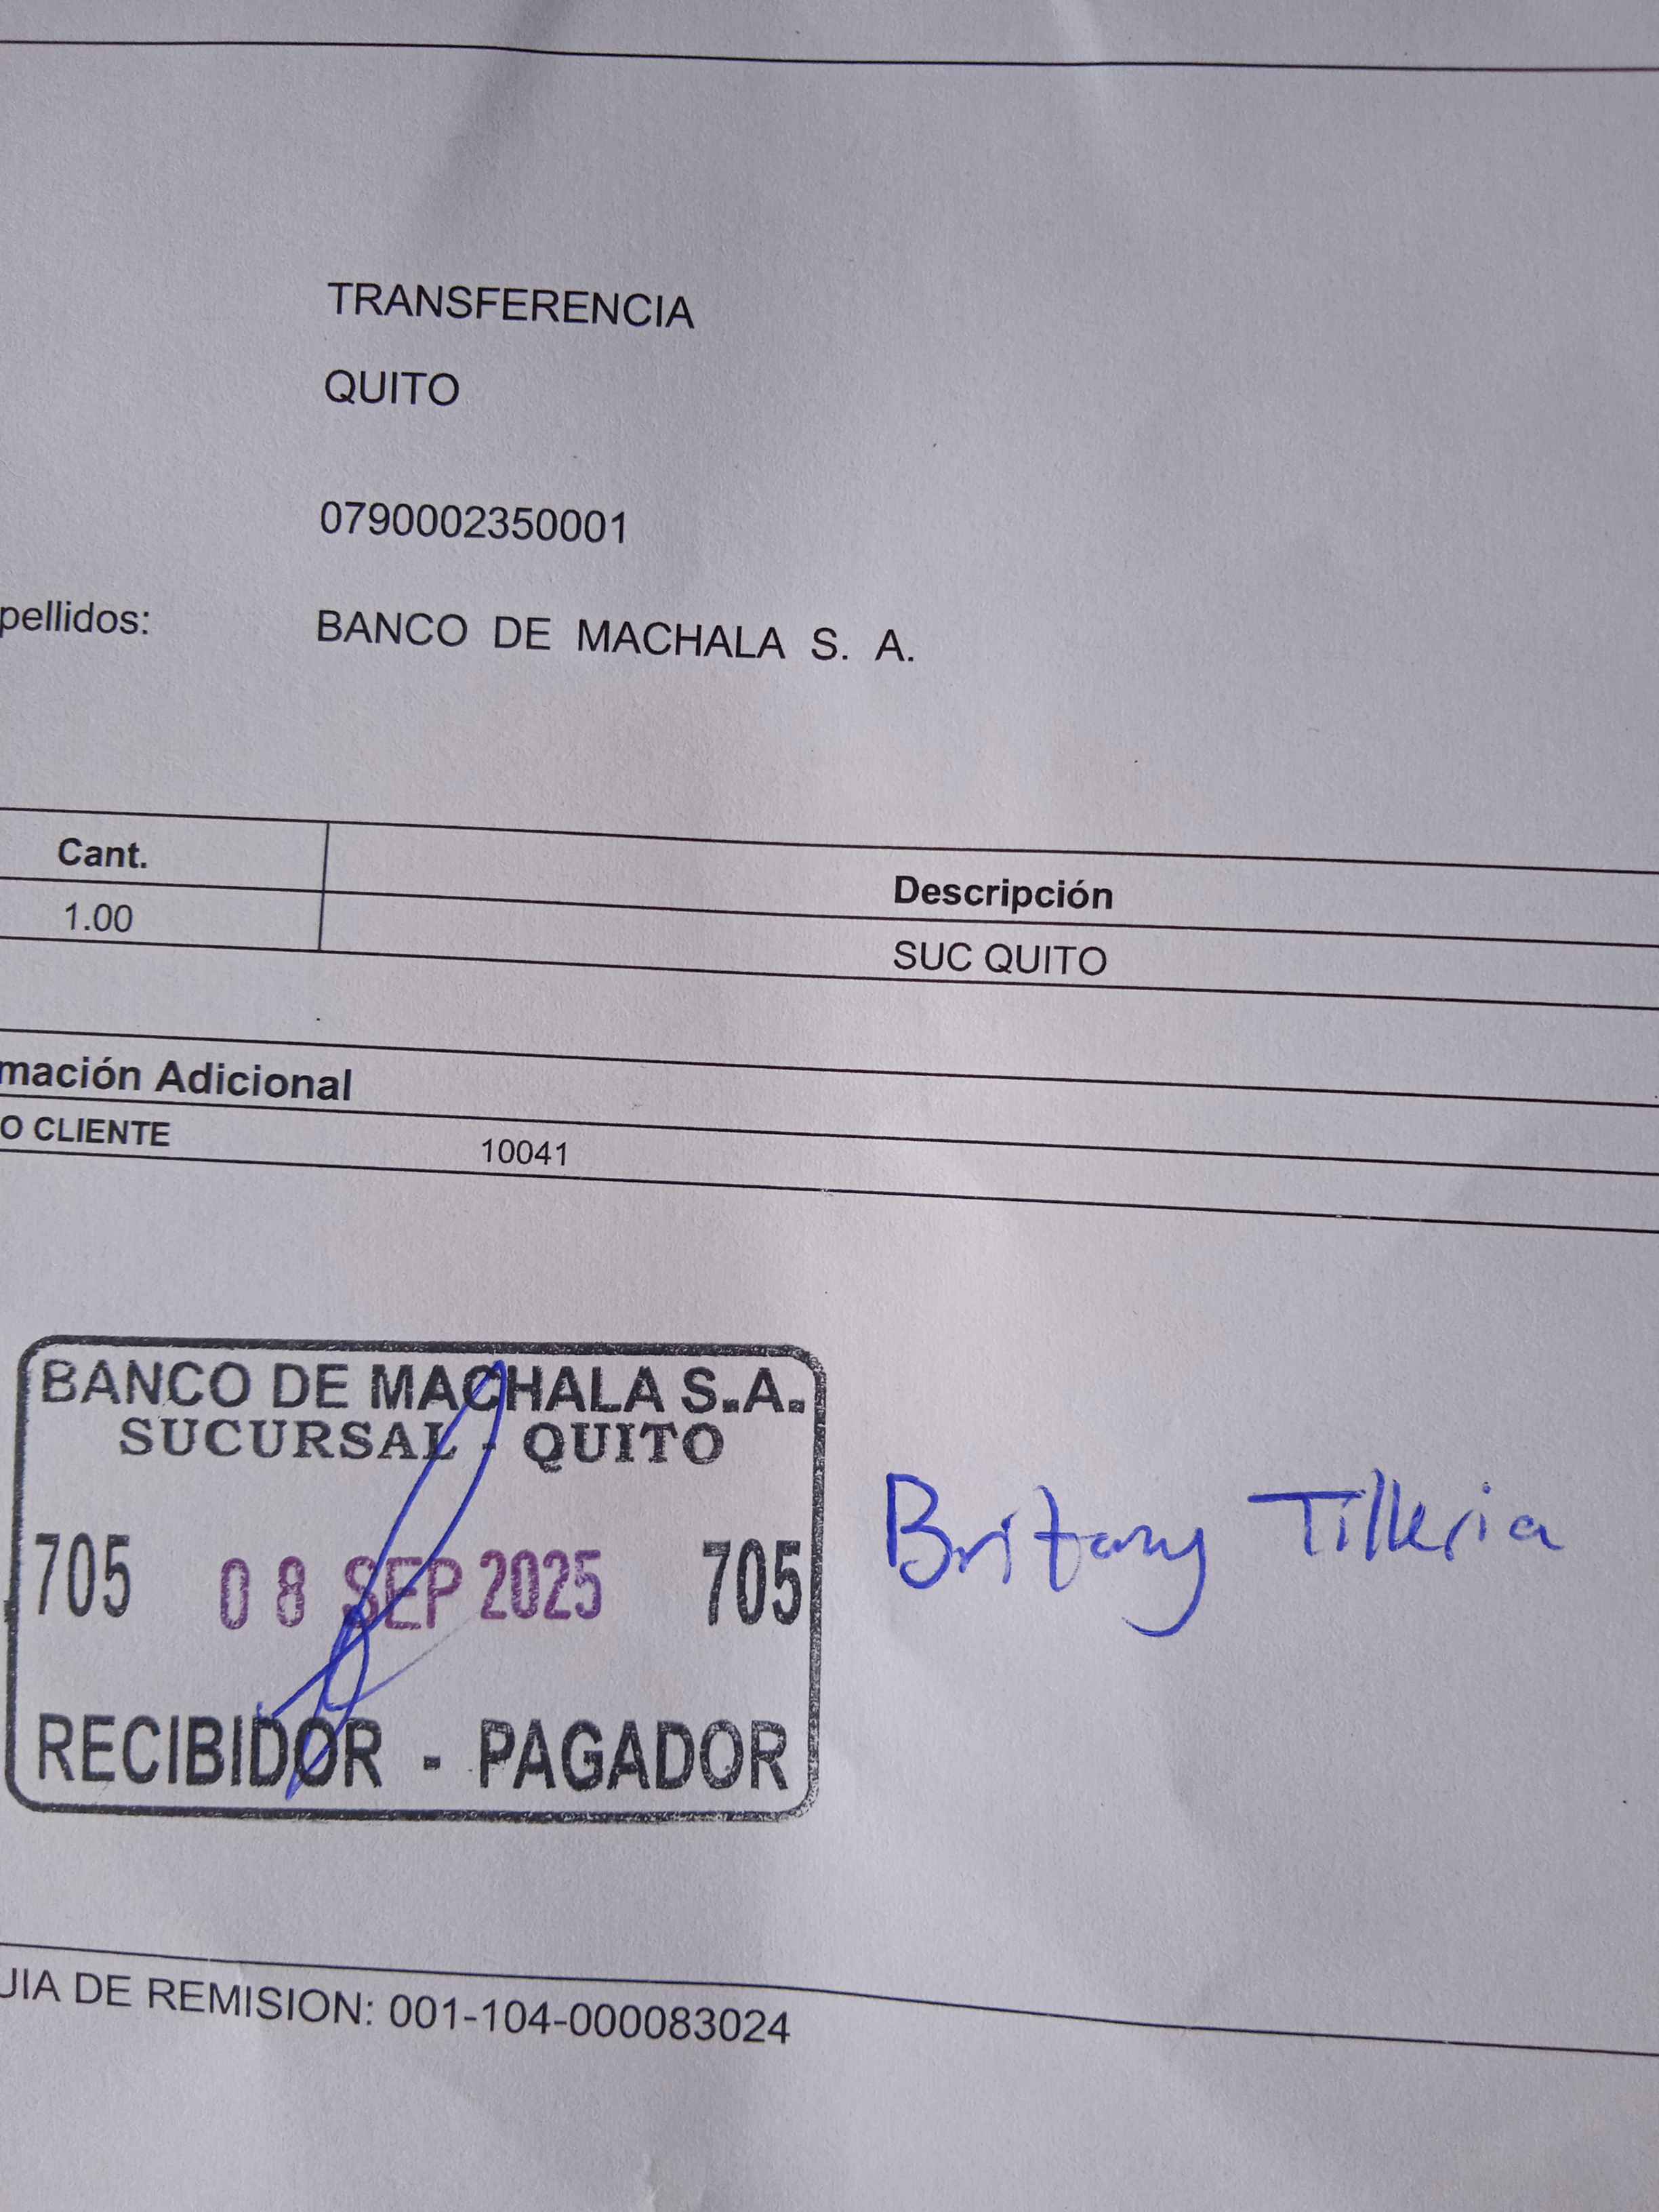 TRANSFERENCIA
QUITO
0790002350001
pellidos: BANCO DE MACHALA S. A.
Cant. Descripción
1.00 SUC QUITO
mación Adicional
O CLIENTE 10041
BANCO DE MACHALA S.A.
SUCURSAL - QUITO
705 08 SEP 2025 705
RECIBIDOR - PAGADOR
Britany Tilleria
UIA DE REMISION: 001-104-000083024